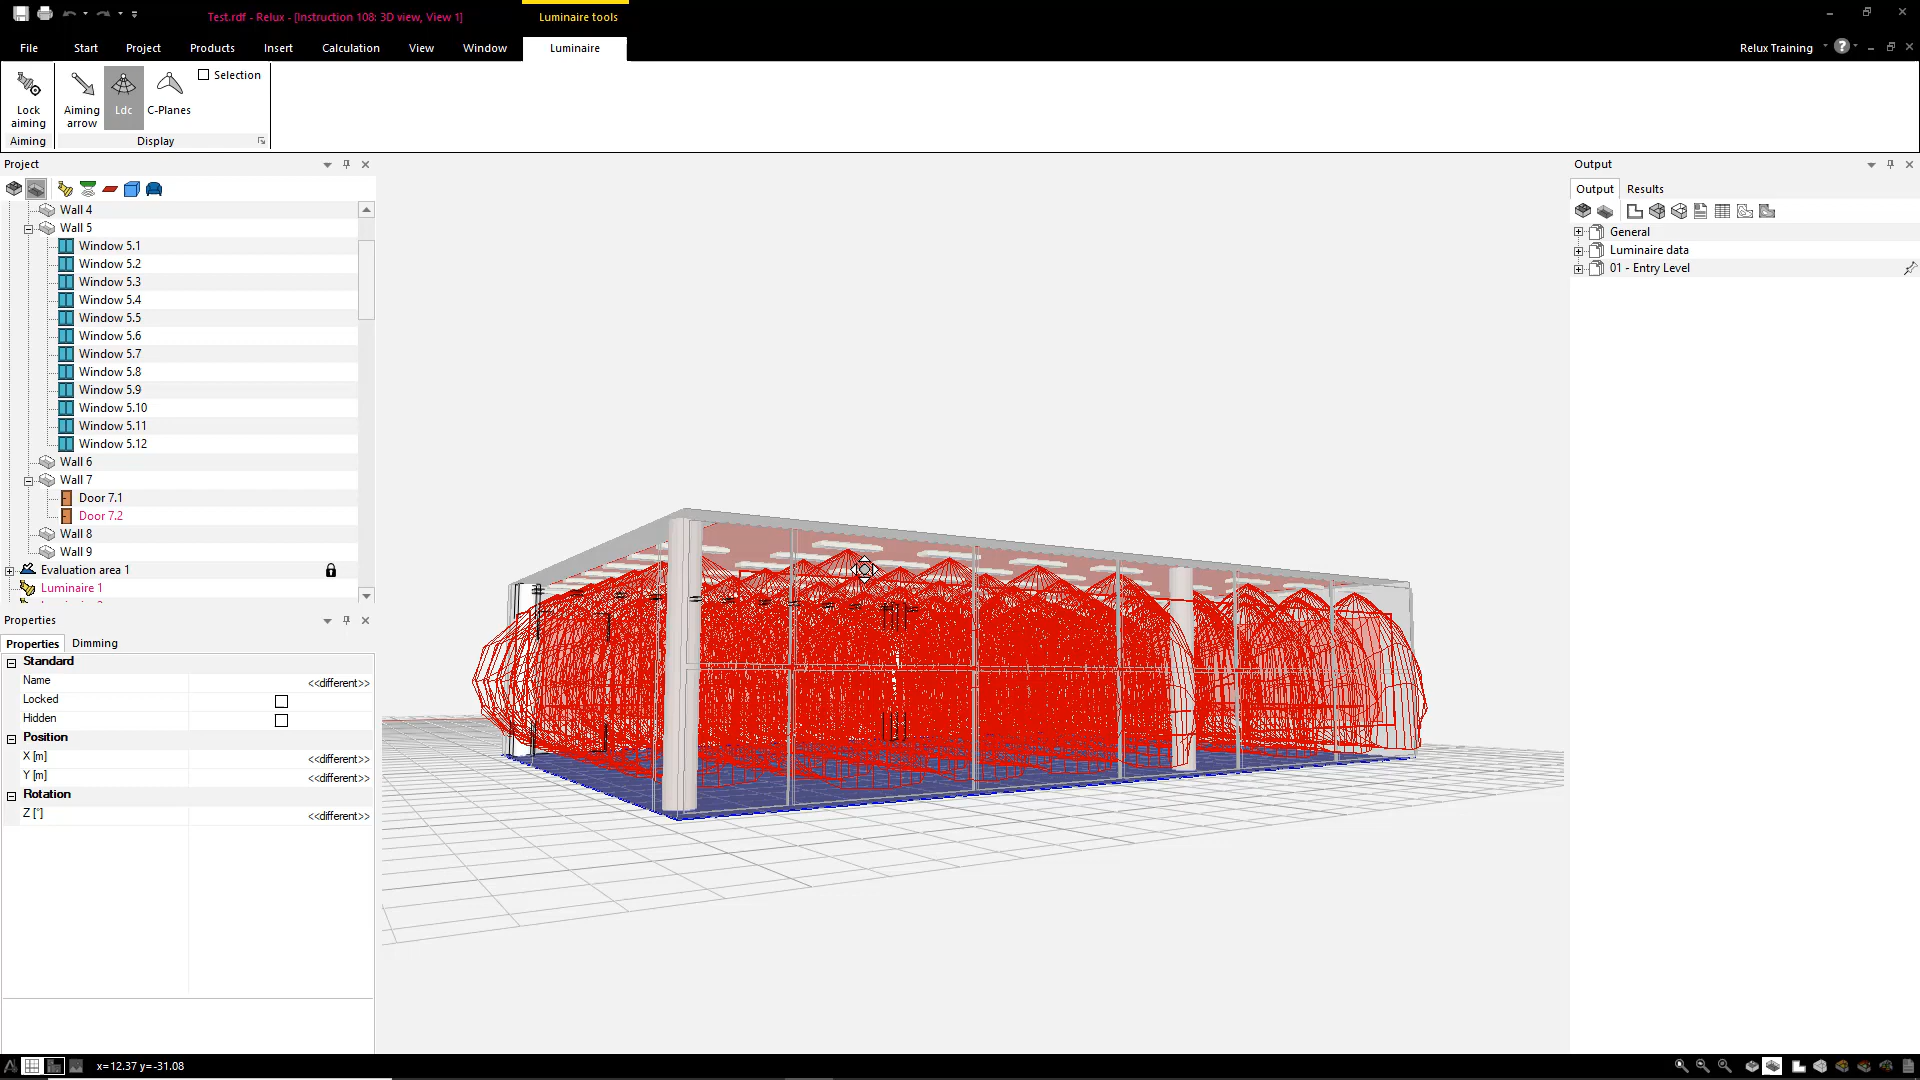 Test.rdf - Relux - [Instruction 108: 3D view, View 1]
Luminaire tools
File Start Project Products Insert Calculation View Window Luminaire
Relux Training
Selection
Lock aiming
Aiming arrow
Ldc
C-Planes
Aiming
Display
Project
Wall 4
Wall 5
Window 5.1
Window 5.2
Window 5.3
Window 5.4
Window 5.5
Window 5.6
Window 5.7
Window 5.8
Window 5.9
Window 5.10
Window 5.11
Window 5.12
Wall 6
Wall 7
Door 7.1
Door 7.2
Wall 8
Wall 9
Evaluation area 1
Luminaire 1
Properties
Properties Dimming
Standard
Name <<different>>
Locked
Hidden
Position
X [m] <<different>>
Y [m] <<different>>
Rotation
Z [°] <<different>>
Output
Output Results
General
Luminaire data
01 - Entry Level
x=12.37 y=-31.08